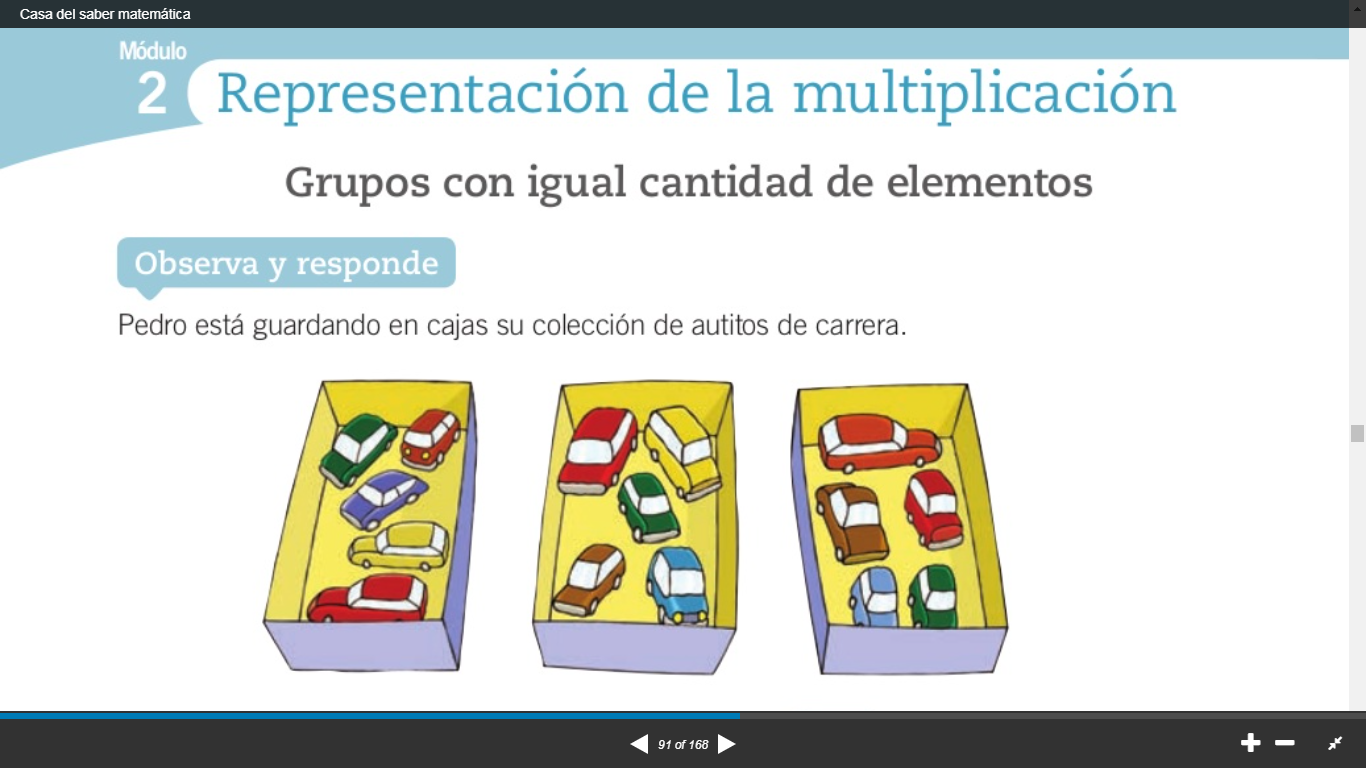 Casa del saber matemática
Módulo
2
Representación de la multiplicación
Grupos con igual cantidad de elementos
Observa y responde
Pedro está guardando en cajas su colección de autitos de carrera.
91 of 168